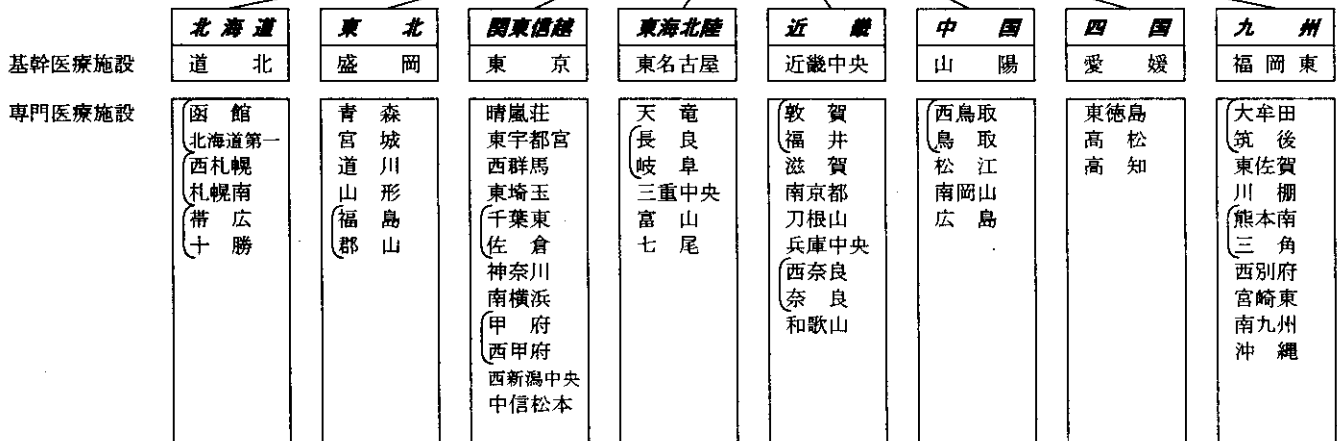 北海道 東北 関東信越 東海北陸 近畿 中国 四国 九州
基幹医療施設 道北 盛岡 東京 東名古屋 近畿中央 山陽 愛媛 福岡東
専門医療施設 函館 青森 晴嵐荘 天竜 敦賀 西鳥取 東徳島 大牟田
北海道第一 宮城 東宇都宮 長良 福井 鳥取 高松 筑後
西札幌 道川 西群馬 岐阜 滋賀 松江 高知 東佐賀
札幌南 山形 東埼玉 三重中央 南京都 南岡山 川棚
帯広 福島 千葉東 富山 刀根山 広島 熊本南
十勝 郡山 佐倉 七尾 兵庫中央 三角
神奈川 西奈良 西別府
南横浜 奈良 宮崎東
甲府 和歌山 南九州
西甲府 沖縄
西新潟中央
中信松本